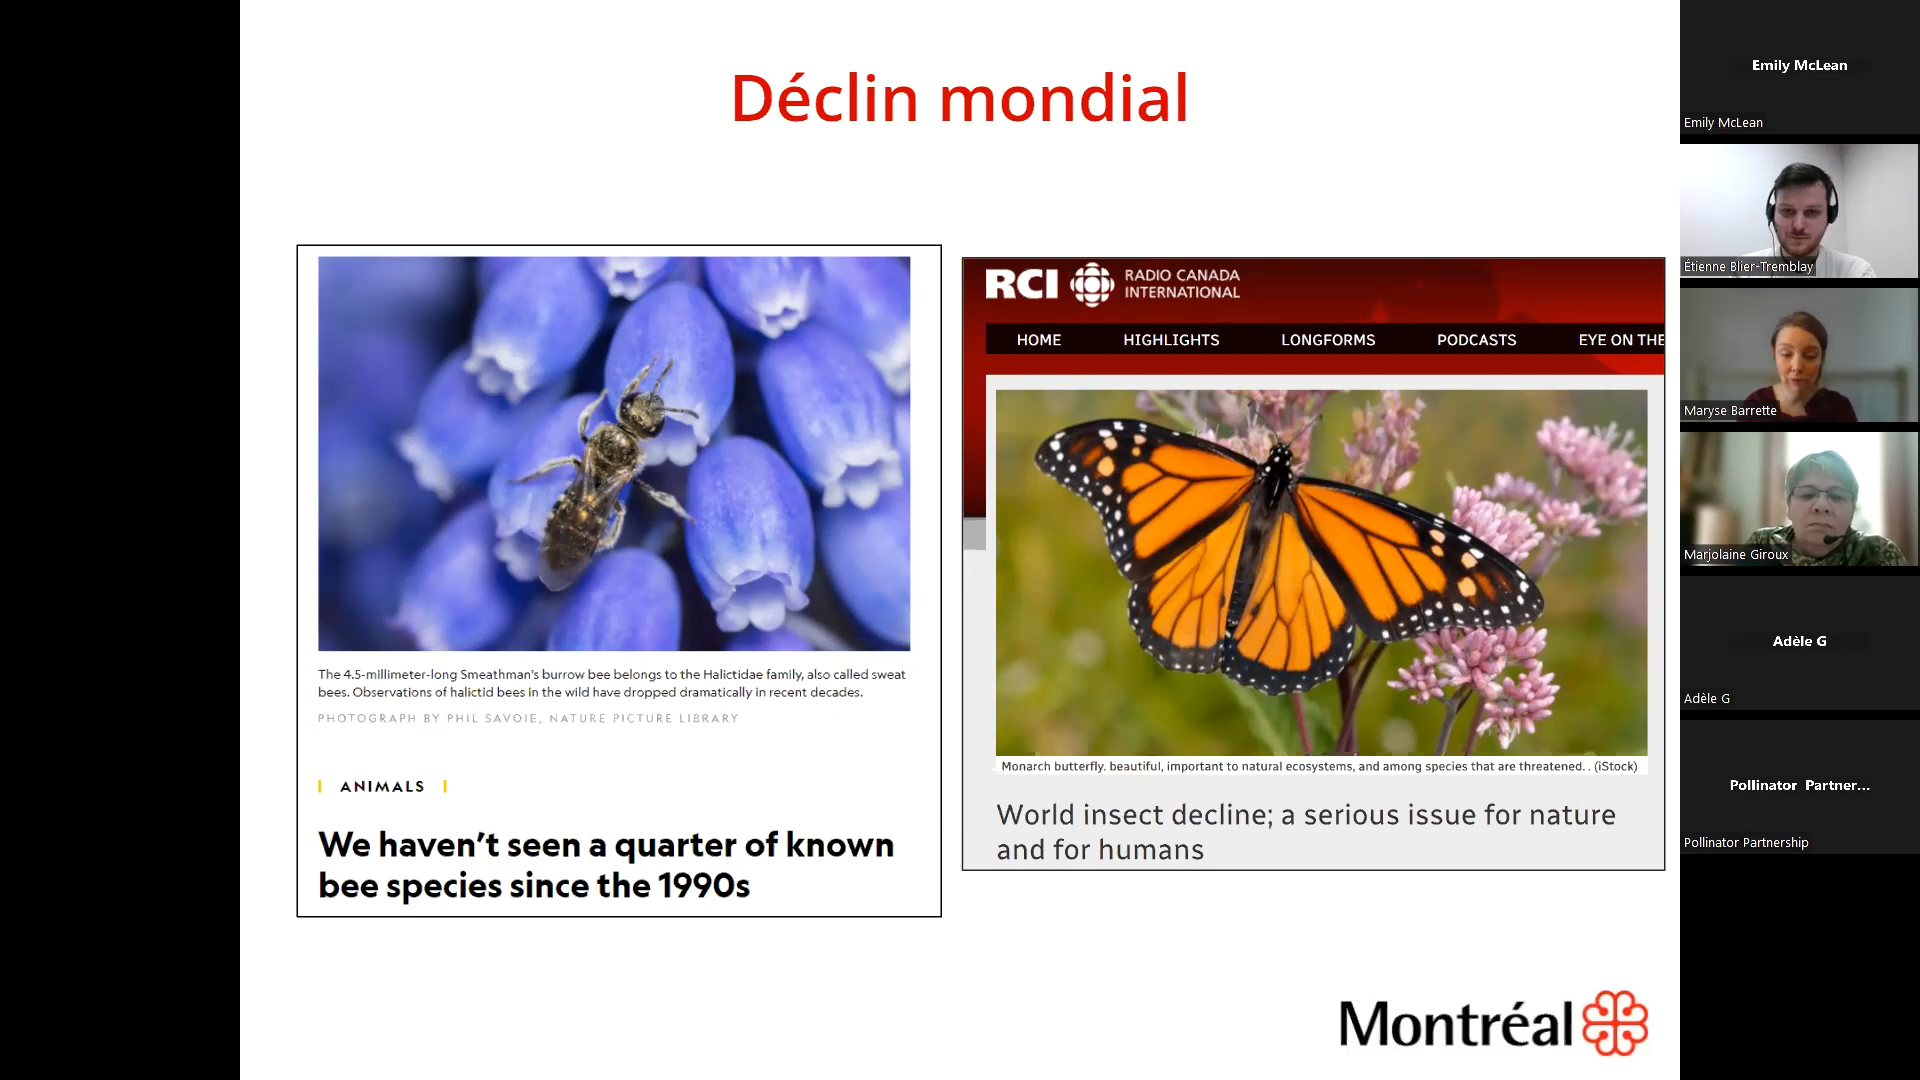 Déclin mondial
The 4.5-millimeter-long Smeathman's burrow bee belongs to the Halictidae family, also called sweat
bees. Observations of halictid bees in the wild have dropped dramatically in recent decades.
PHOTOGRAPH BY PHIL SAVOIE, NATURE PICTURE LIBRARY
ANIMALS
We haven't seen a quarter of known
bee species since the 1990s
RCI RADIO CANADA
INTERNATIONAL
HOME HIGHLIGHTS LONGFORMS PODCASTS EYE ON THE
Monarch butterfly. beautiful, important to natural ecosystems, and among species that are threatened. . (iStock)
World insect decline; a serious issue for nature
and for humans
Montréal
Emily McLean
Emily McLean
Étienne Blier-Tremblay
Maryse Barrette
Marjolaine Giroux
Adèle G
Adèle G
Pollinator Partner...
Pollinator Partnership